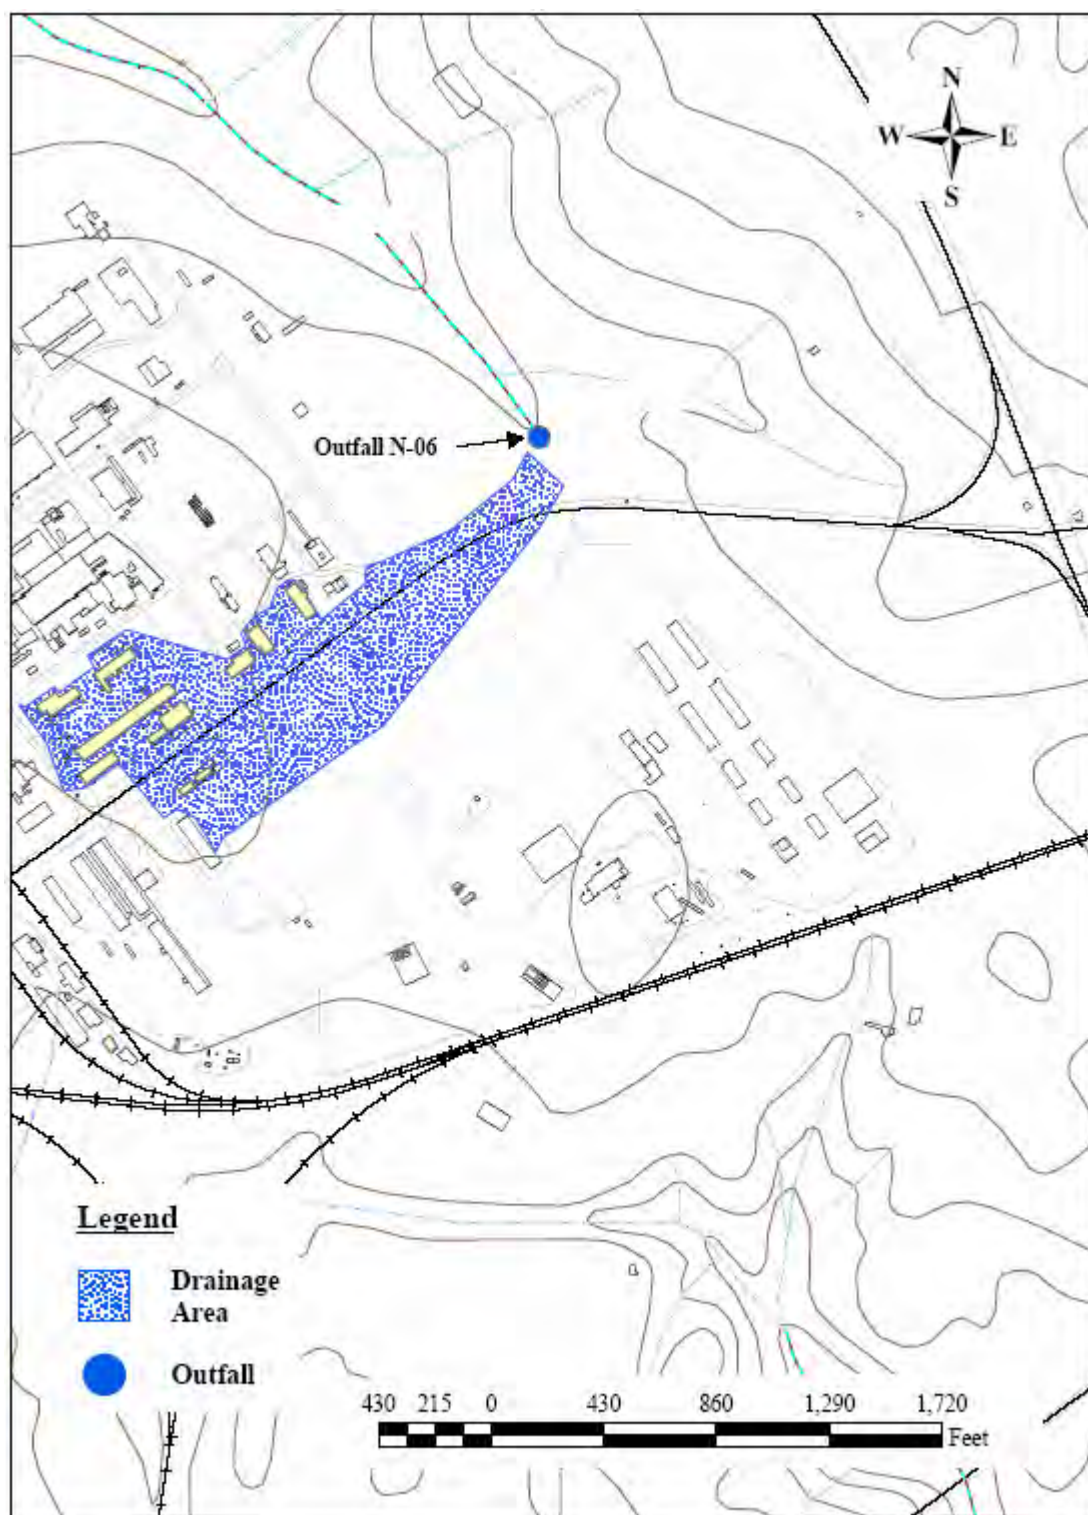 N
W E
S
Outfall N-06
Legend
Drainage
Area
Outfall
430 215 0 430 860 1,290 1,720
Feet